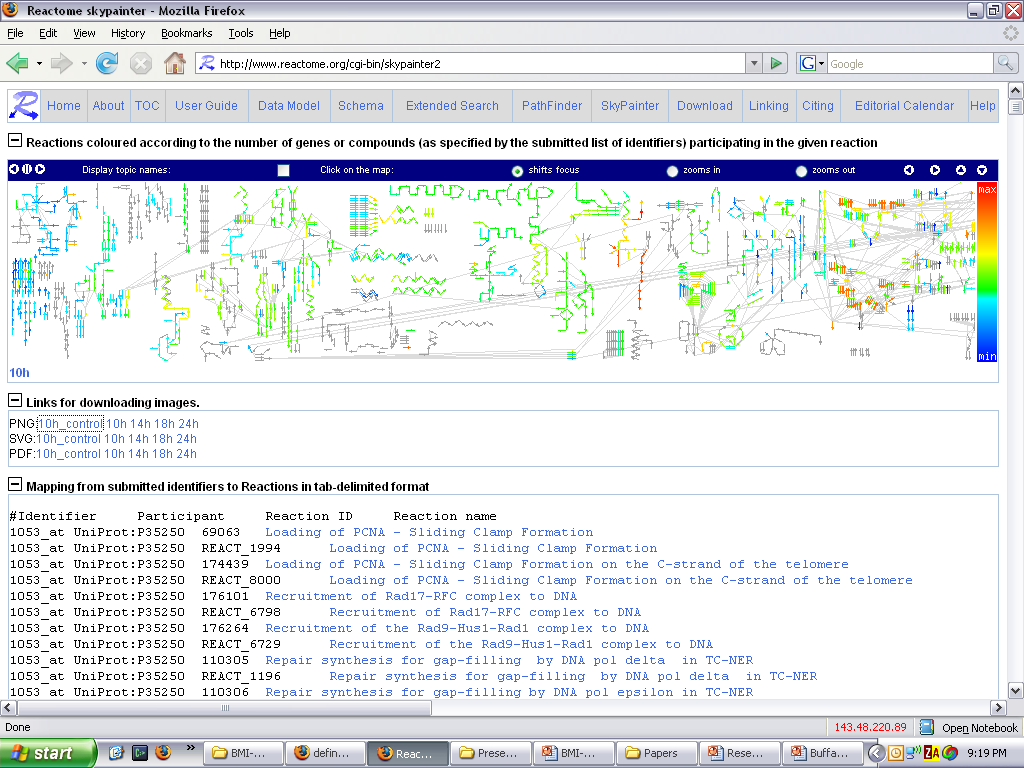 Reactome skypainter - Mozilla Firefox
File Edit View History Bookmarks Tools Help
http://www.reactome.org/cgi-bin/skypainter2
Google
Home About TOC User Guide Data Model Schema Extended Search PathFinder SkyPainter Download Linking Citing Editorial Calendar Help
Reactions coloured according to the number of genes or compounds (as specified by the submitted list of identifiers) participating in the given reaction
Display topic names: Click on the map: shifts focus zooms in zooms out
max
min
10h
Links for downloading images.
PNG:10h_control 10h 14h 18h 24h
SVG:10h_control 10h 14h 18h 24h
PDF:10h_control 10h 14h 18h 24h
Mapping from submitted identifiers to Reactions in tab-delimited format
#Identifier Participant Reaction ID Reaction name
1053_at UniProt:P35250 69063 Loading of PCNA - Sliding Clamp Formation
1053_at UniProt:P35250 REACT_1994 Loading of PCNA - Sliding Clamp Formation
1053_at UniProt:P35250 174439 Loading of PCNA - Sliding Clamp Formation on the C-strand of the telomere
1053_at UniProt:P35250 REACT_8000 Loading of PCNA - Sliding Clamp Formation on the C-strand of the telomere
1053_at UniProt:P35250 176101 Recruitment of Rad17-RFC complex to DNA
1053_at UniProt:P35250 REACT_6798 Recruitment of Rad17-RFC complex to DNA
1053_at UniProt:P35250 176264 Recruitment of the Rad9-Hus1-Rad1 complex to DNA
1053_at UniProt:P35250 REACT_6729 Recruitment of the Rad9-Hus1-Rad1 complex to DNA
1053_at UniProt:P35250 110305 Repair synthesis for gap-filling by DNA pol delta in TC-NER
1053_at UniProt:P35250 REACT_1196 Repair synthesis for gap-filling by DNA pol delta in TC-NER
1053_at UniProt:P35250 110306 Repair synthesis for gap-filling by DNA pol epsilon in TC-NER
Done 143.48.220.89 Open Notebook
start BMI-... defin... Reac... Prese... BMI-... Papers Rese... Buffa... 9:19 PM